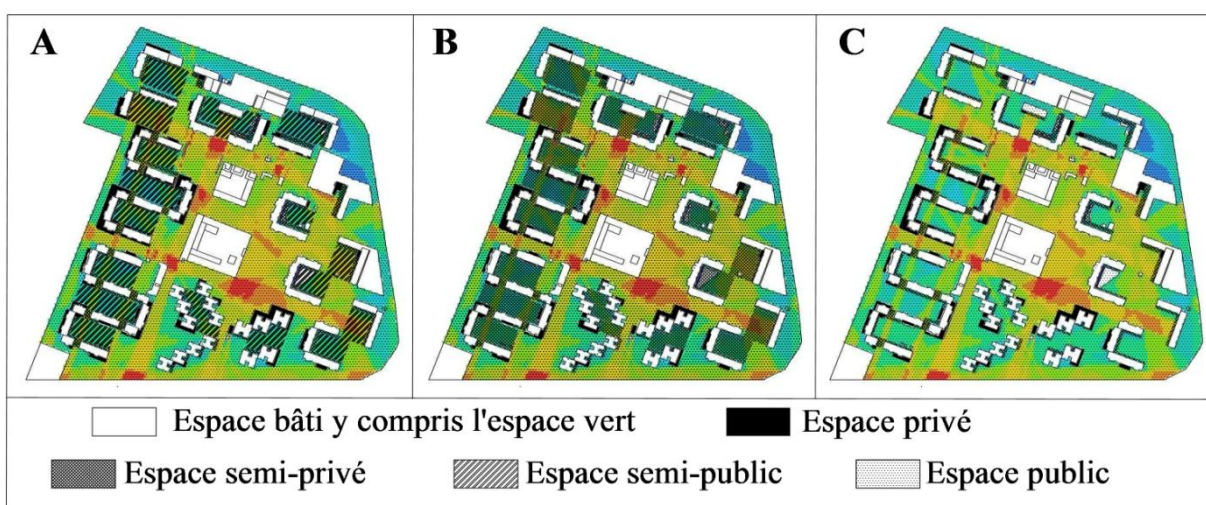 A B C
Espace bâti y compris l'espace vert Espace privé
Espace semi-privé Espace semi-public Espace public